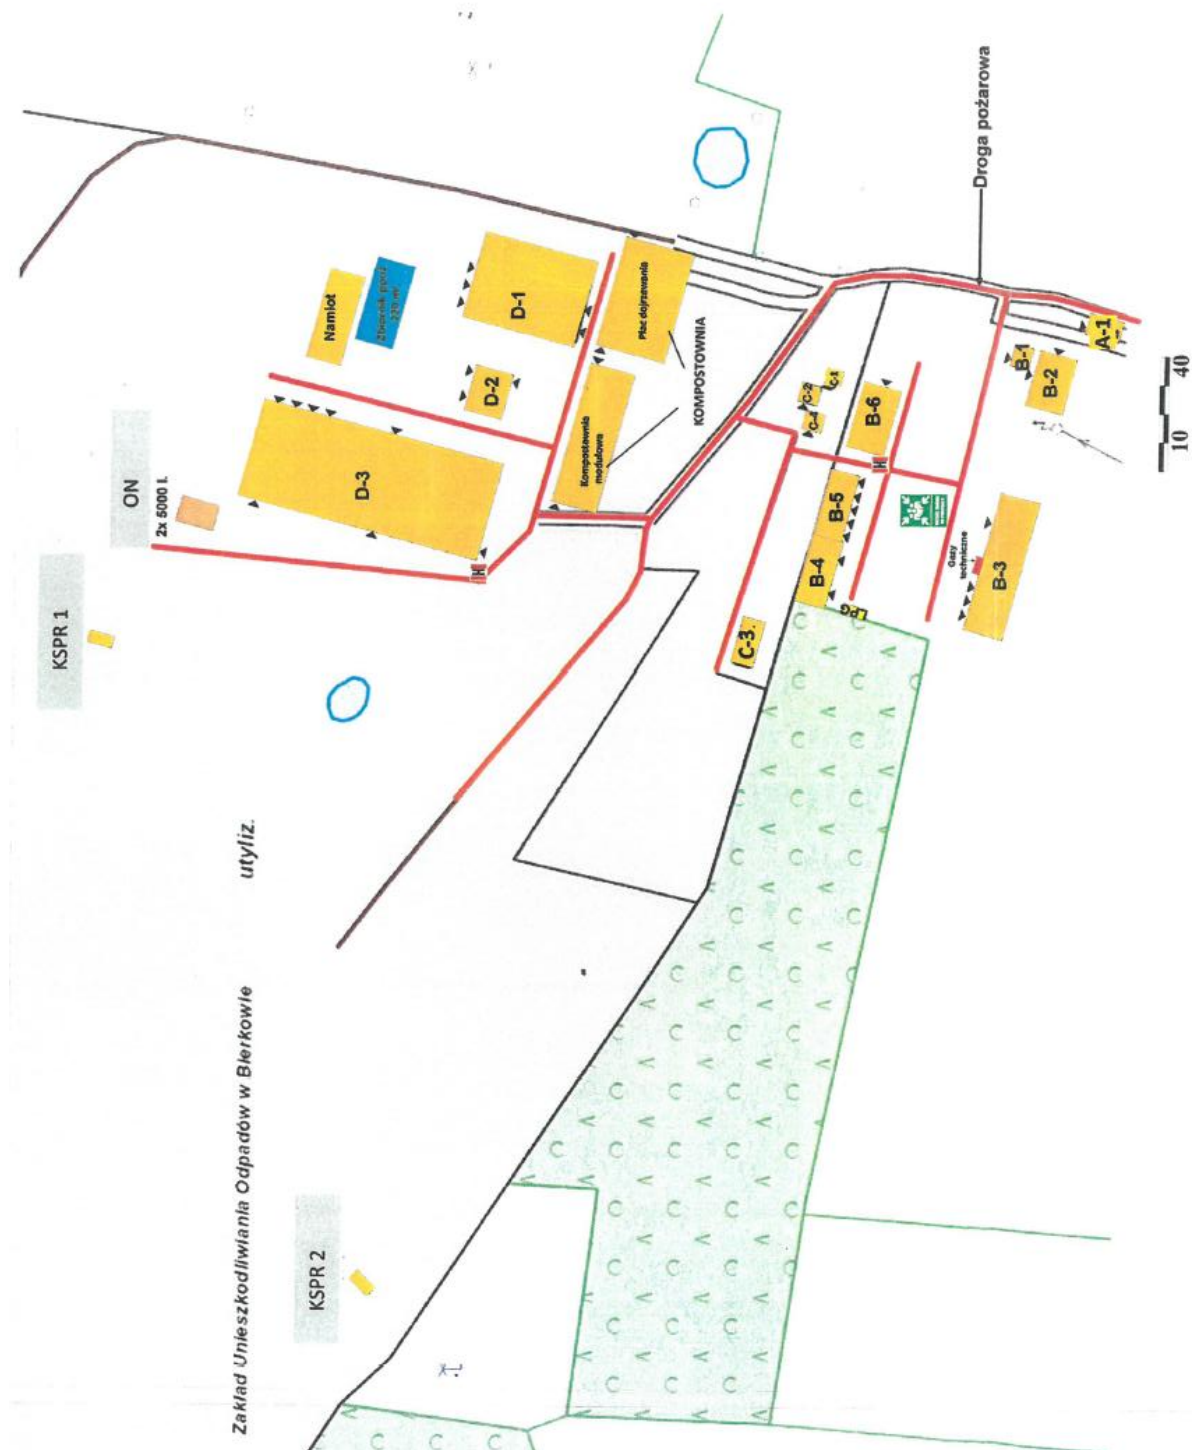 Zakład Unieszkodliwiania Odpadów w Bierkowie
utyliz.
KSPR 1
KSPR 2
ON
2x 5000 l.
Namiot
D-1
D-2
D-3
Plac dojrzewania
Kompostownia
modułowa
KOMPOSTOWNIA
Droga pożarowa
C-1
C-2
C-4
C-3.
B-6
B-5
B-4
LPG
H
H
Gazy
techniczne
B-3
B-1
B-2
A-1
10
40